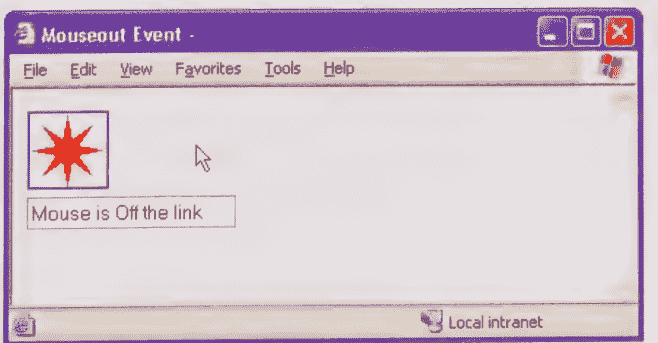 Mouseout Event -
File Edit View Favorites Tools Help
Mouse is Off the link
Local intranet